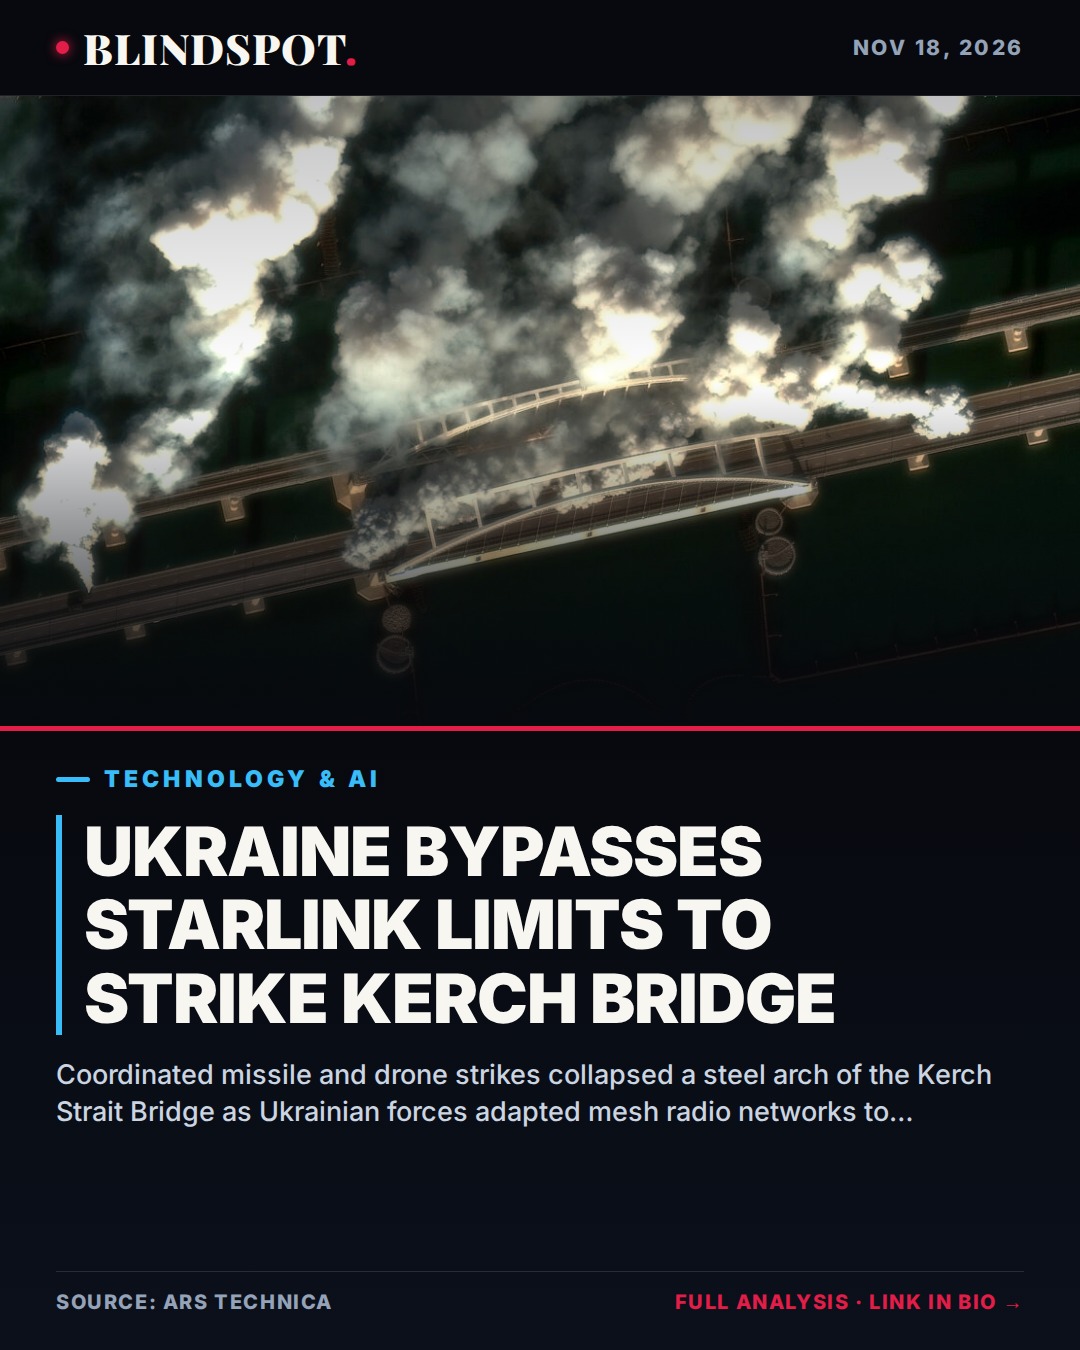 BLINDSPOT.
NOV 18, 2026
TECHNOLOGY & AI
UKRAINE BYPASSES
STARLINK LIMITS TO
STRIKE KERCH BRIDGE
Coordinated missile and drone strikes collapsed a steel arch of the Kerch
Strait Bridge as Ukrainian forces adapted mesh radio networks to...
SOURCE: ARS TECHNICA
FULL ANALYSIS · LINK IN BIO →